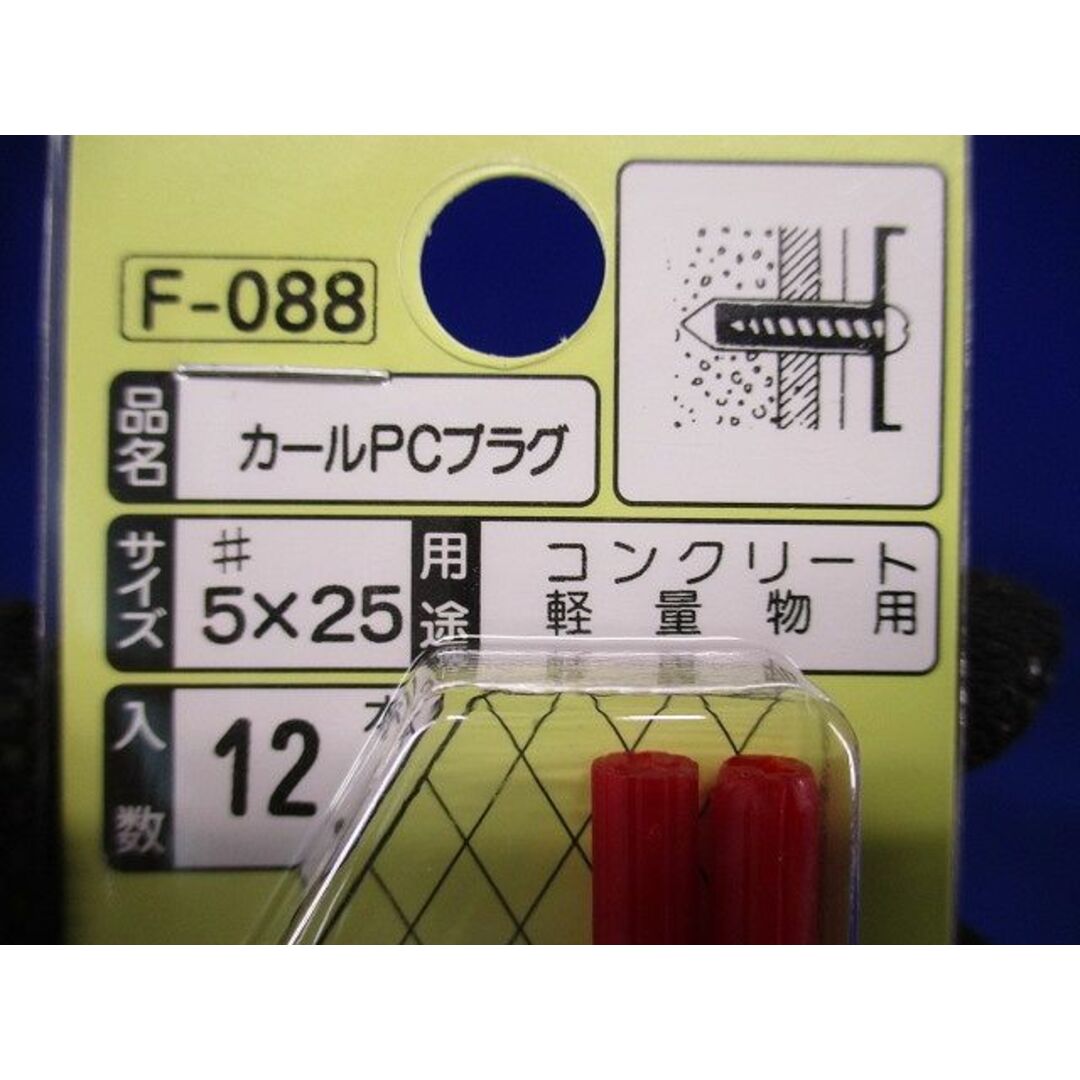 F-088
品名
カールPCプラグ
サイズ
# 5×25
用途
コンクリート
軽量物用
入数
12